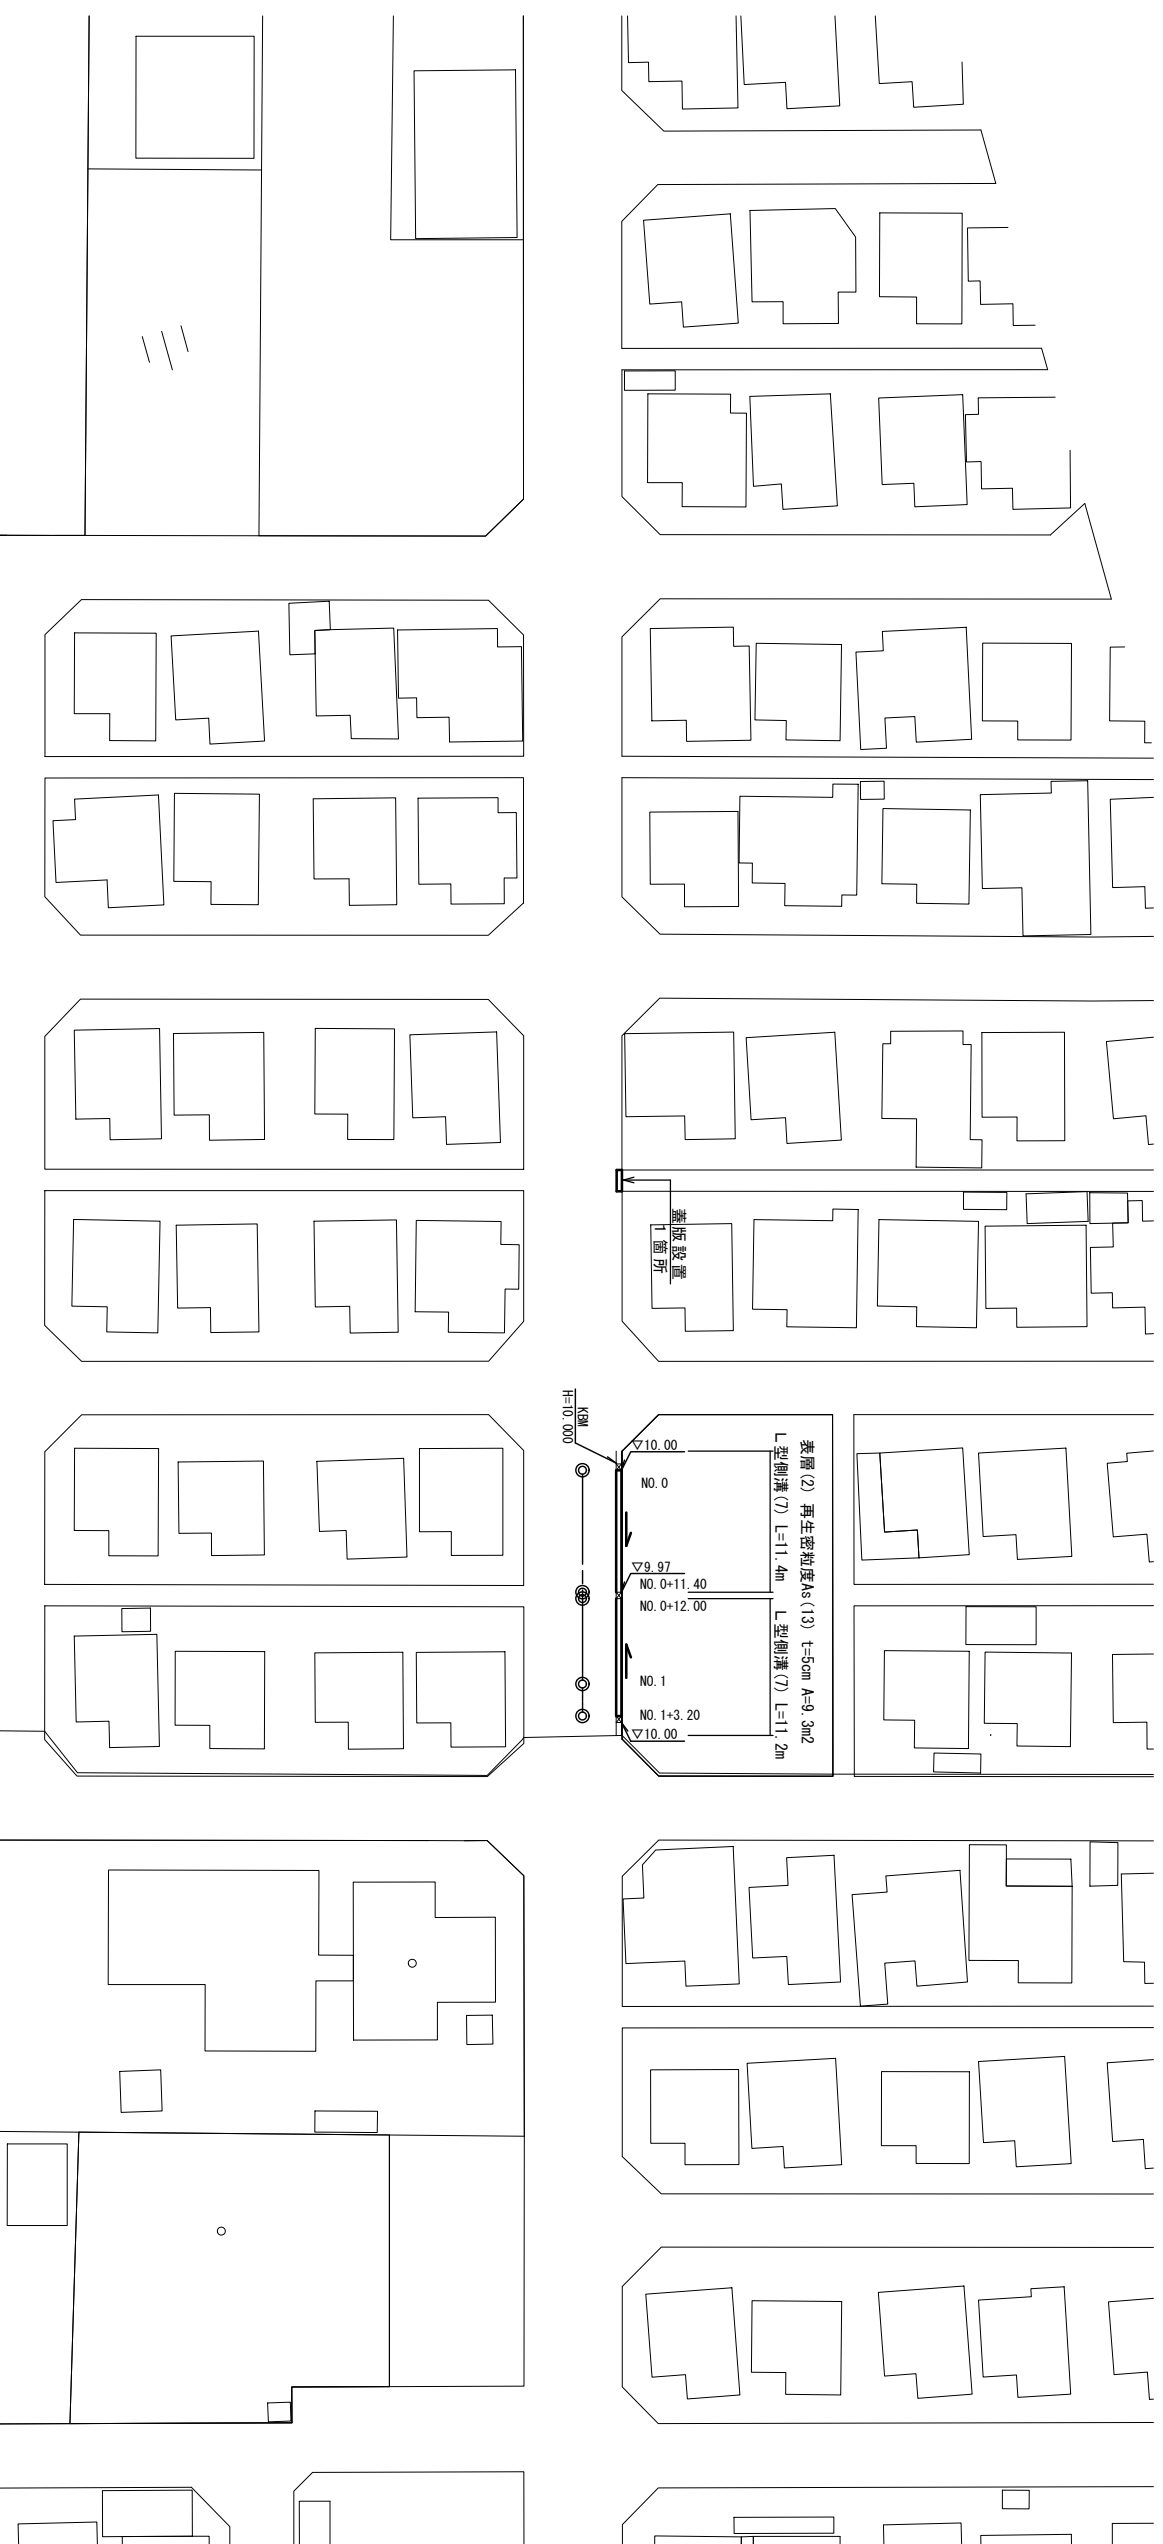 蓋版設置
1箇所
KBM
H=10.000
▽10.00
NO.0
▽9.97
NO.0+11.40
NO.0+12.00
NO.1
NO.1+3.20
▽10.00
表層(2) 再生密粒度As(13) t=5cm A=9.3m2
L型側溝(7) L=11.4m
L型側溝(7) L=11.2m